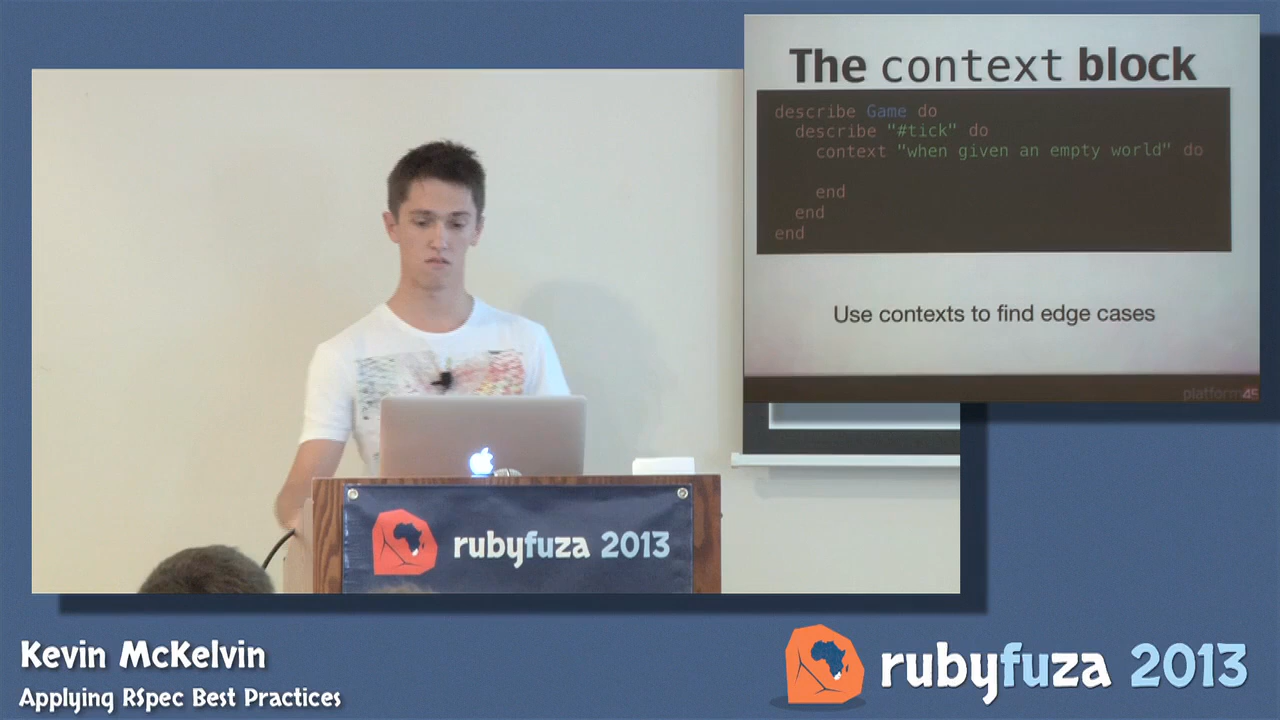 The context block
describe Game do
describe "#tick" do
context "when given an empty world" do
end
end
end
Use contexts to find edge cases
platform45
rubyfuza 2013
Kevin McKelvin
Applying RSpec Best Practices
rubyfuza 2013